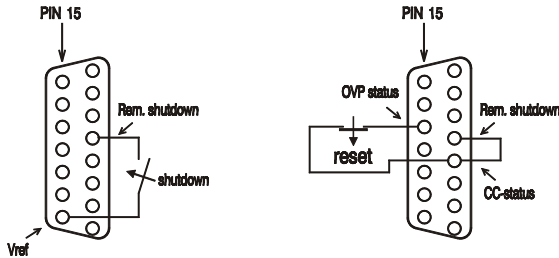 PIN 15
Rem. shutdown
shutdown
Vref
PIN 15
OVP status
Rem. shutdown
reset
CC-status